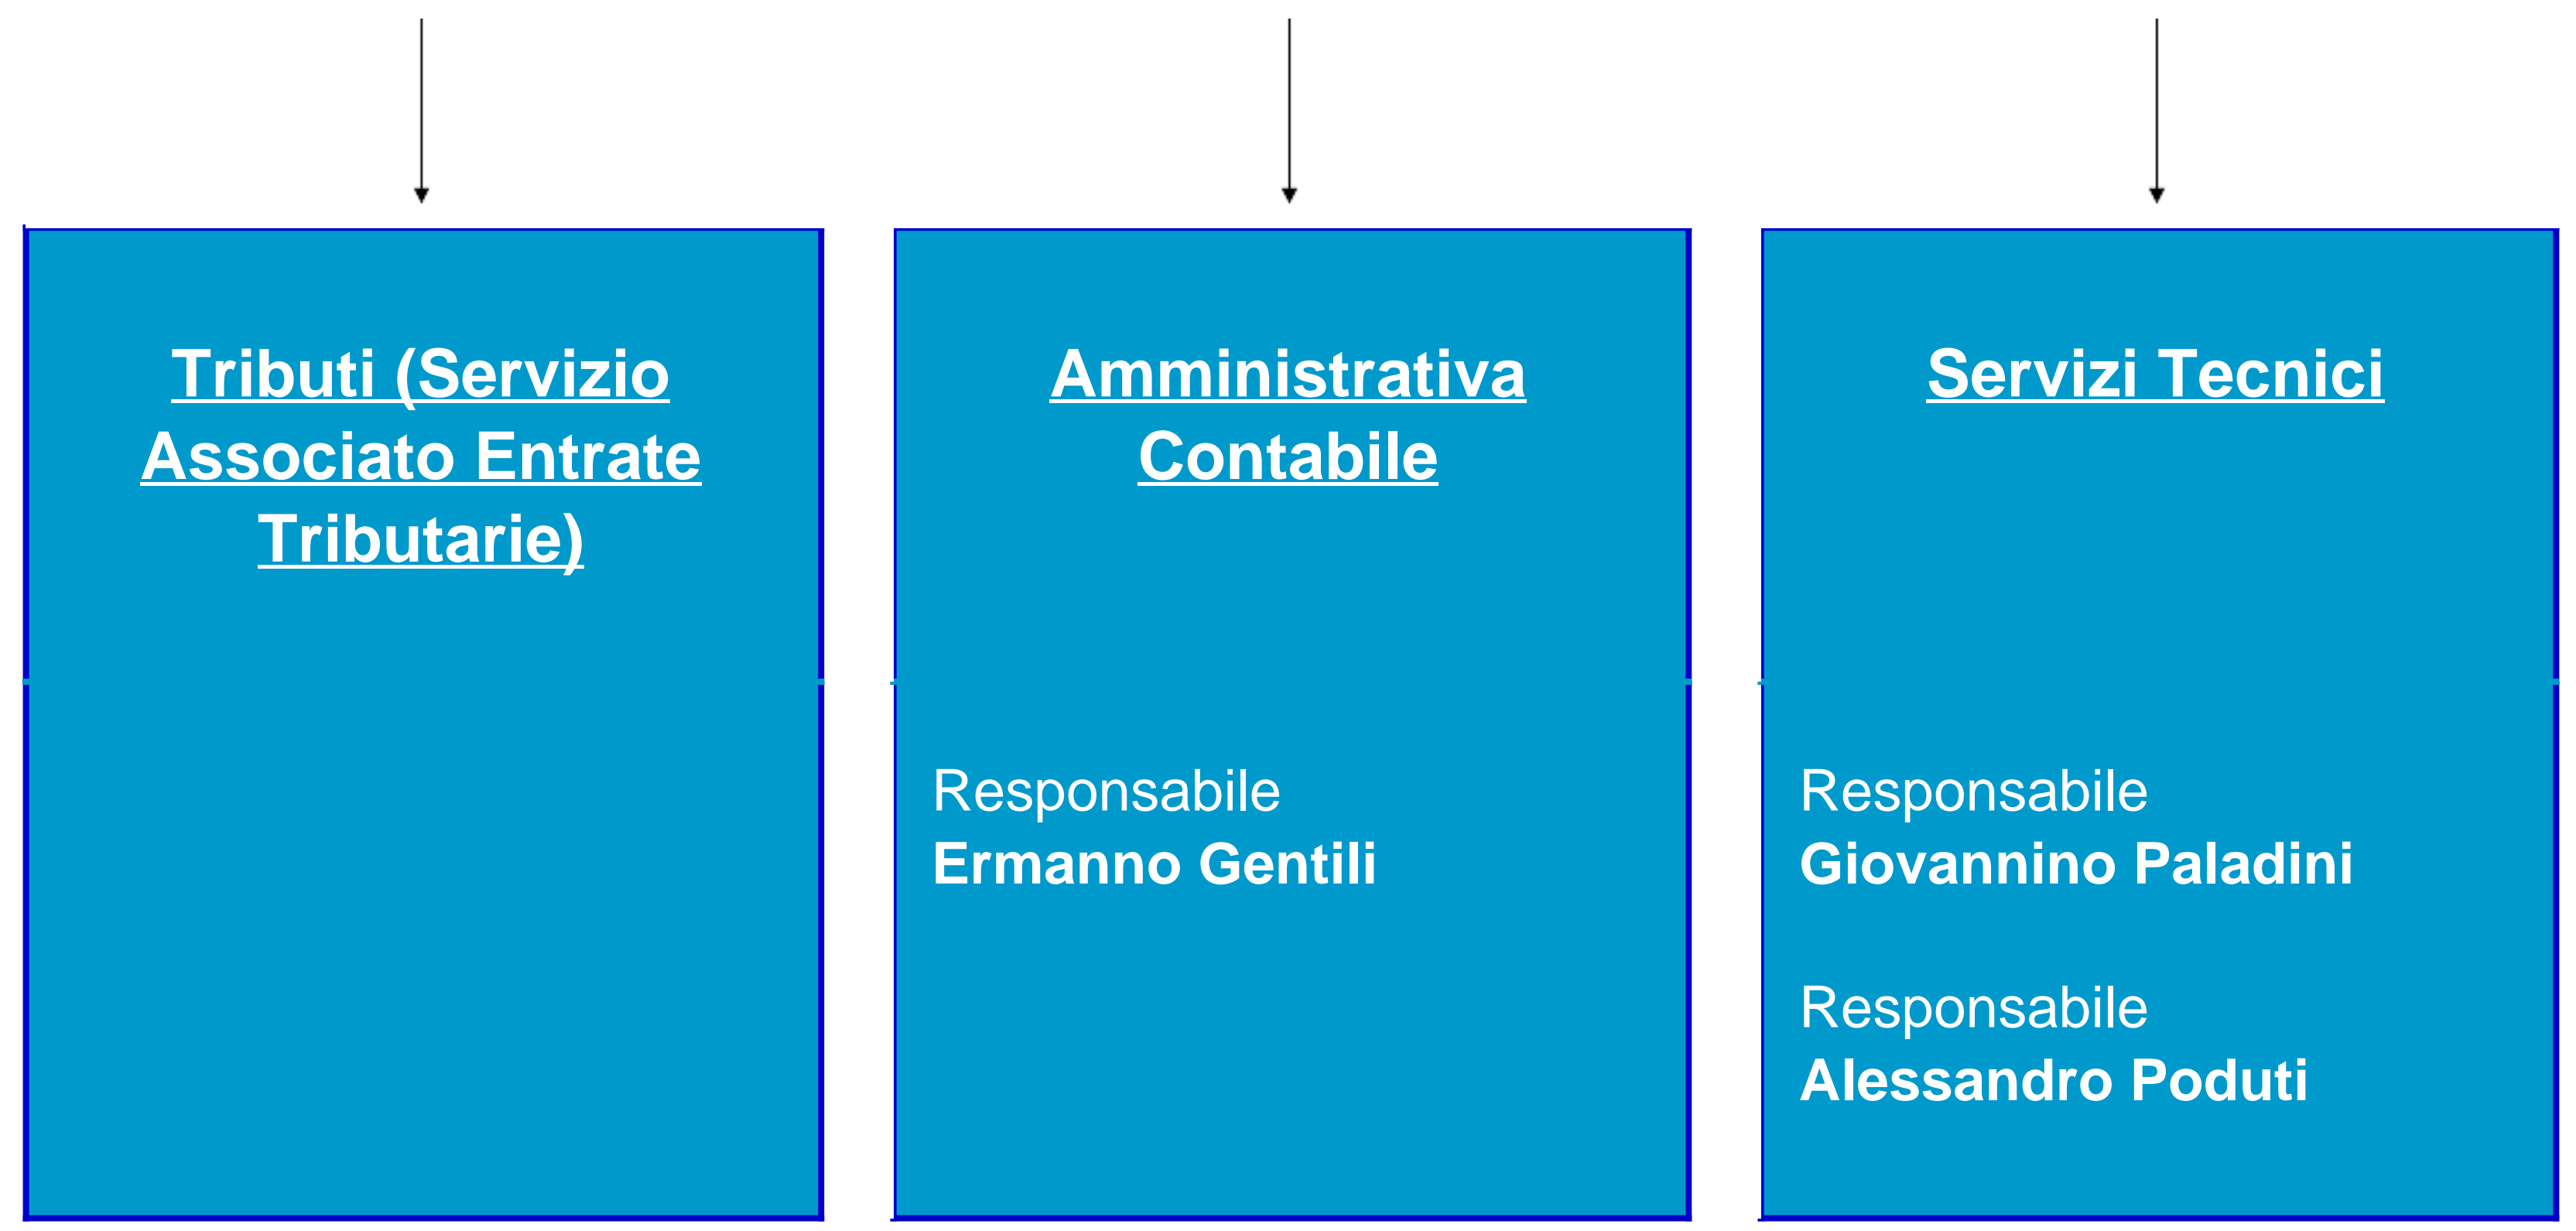 Tributi (Servizio
Associato Entrate
Tributarie)
Amministrativa
Contabile
Responsabile
Ermanno Gentili
Servizi Tecnici
Responsabile
Giovannino Paladini
Responsabile
Alessandro Poduti